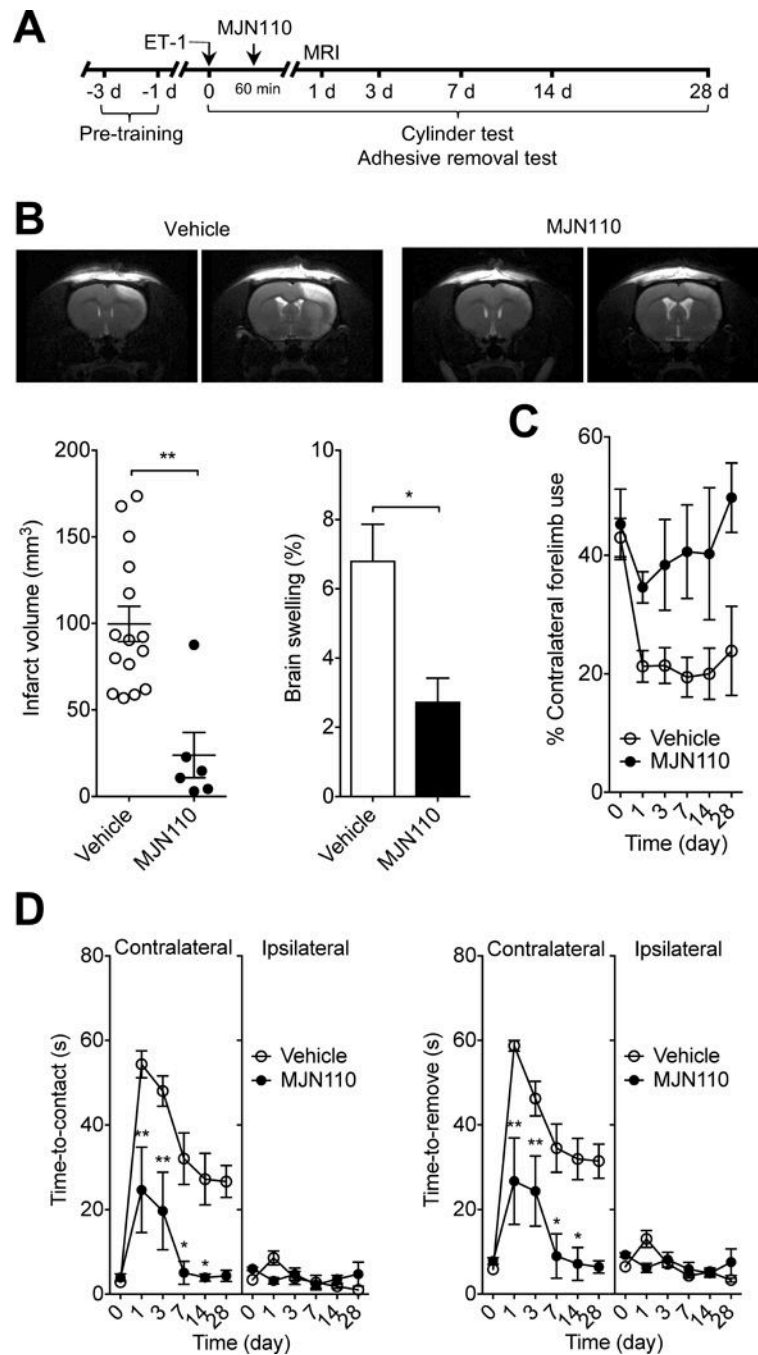 A
MJN110
ET-1
MRI
-3 d -1 d 0 60 min 1 d 3 d 7 d 14 d 28 d
Pre-training
Cylinder test
Adhesive removal test
B
Vehicle
MJN110
Infarct volume (mm³)
200
150
100
50
0
**
Vehicle
MJN110
Brain swelling (%)
10
8
6
4
2
0
*
Vehicle
MJN110
C
% Contralateral forelimb use
60
40
20
0
Vehicle
MJN110
0 1 3 7 14 28
Time (day)
D
Time-to-contact (s)
80
60
40
20
0
Contralateral
Ipsilateral
Vehicle
MJN110
** ** * *
0 1 3 7 14 28 0 1 3 7 14 28
Time (day)
Time-to-remove (s)
80
60
40
20
0
Contralateral
Ipsilateral
Vehicle
MJN110
** ** * *
0 1 3 7 14 28 0 1 3 7 14 28
Time (day)